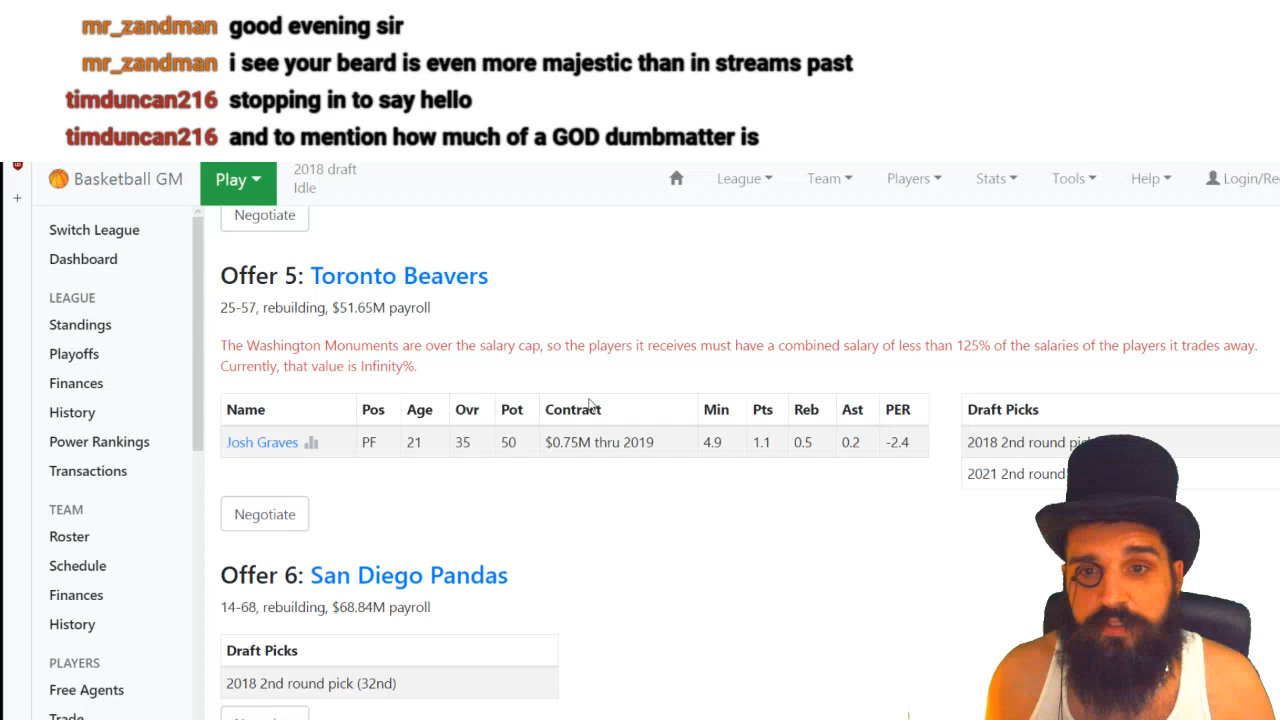 mr_zandman good evening sir
mr_zandman i see your beard is even more majestic than in streams past
timduncan216 stopping in to say hello
timduncan216 and to mention how much of a GOD dumbmatter is
Basketball GM Play 2018 draft
Idle
League Team Players Stats Tools Help Login/Re
Negotiate
Switch League
Dashboard
LEAGUE
Standings
Playoffs
Finances
History
Power Rankings
Transactions
TEAM
Roster
Schedule
Finances
History
PLAYERS
Free Agents
Trade
Offer 5: Toronto Beavers
25-57, rebuilding, $51.65M payroll
The Washington Monuments are over the salary cap, so the players it receives must have a combined salary of less than 125% of the salaries of the players it trades away.
Currently, that value is Infinity%.
Name Pos Age Ovr Pot Contract Min Pts Reb Ast PER
Josh Graves PF 21 35 50 $0.75M thru 2019 4.9 1.1 0.5 0.2 -2.4
Draft Picks
2018 2nd round pic
2021 2nd round
Negotiate
Offer 6: San Diego Pandas
14-68, rebuilding, $68.84M payroll
Draft Picks
2018 2nd round pick (32nd)